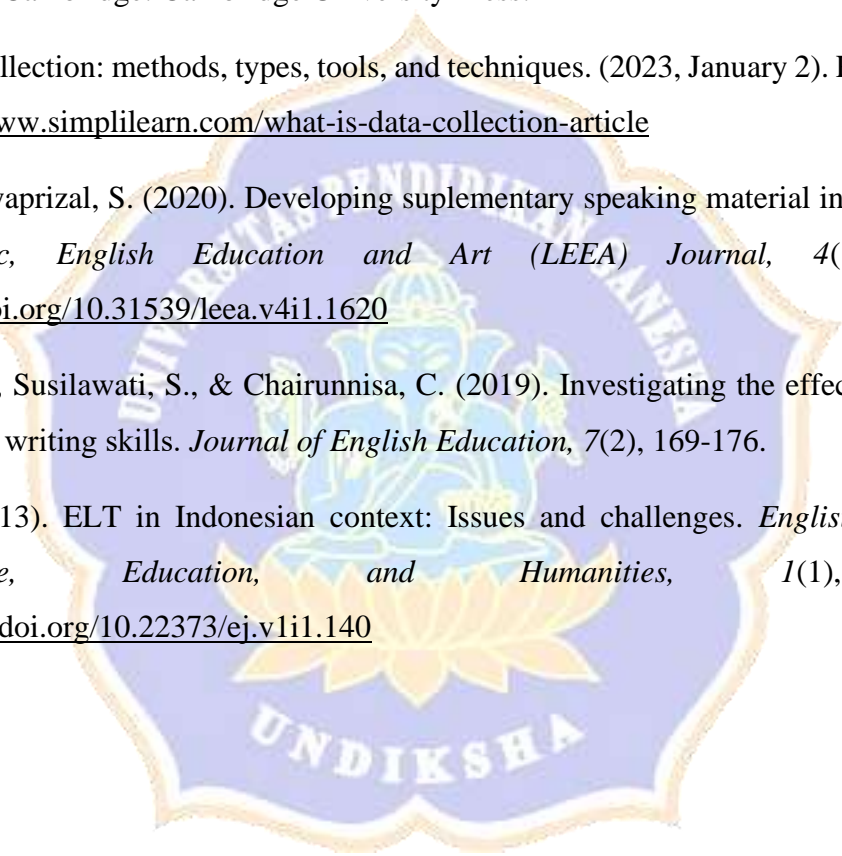 Cambridge: Cambridge University Press.
llection: methods, types, tools, and techniques. (2023, January 2).
ww.simplilearn.com/what-is-data-collection-article
vaprizal, S. (2020). Developing suplementary speaking material in
c, English Education and Art (LEEA) Journal, 4(
oi.org/10.31539/leea.v4i1.1620
, Susilawati, S., & Chairunnisa, C. (2019). Investigating the effec
writing skills. Journal of English Education, 7(2), 169-176.
13). ELT in Indonesian context: Issues and challenges. English
e, Education, and Humanities, 1(1),
doi.org/10.22373/ej.v1i1.140
UNIVERSITAS PENDIDIKAN GANESHA
UNDIKSHA